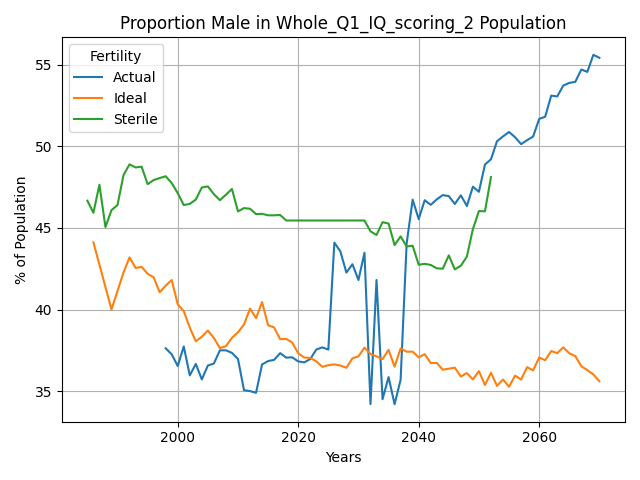 Proportion Male in Whole_Q1_IQ_scoring_2 Population
Fertility
Actual
Ideal
Sterile
% of Population
55
50
45
40
35
2000
2020
2040
2060
Years